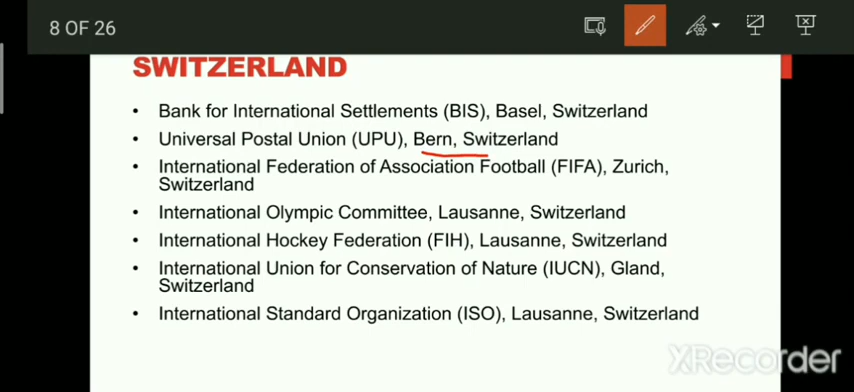 8 OF 26
SWITZERLAND
• Bank for International Settlements (BIS), Basel, Switzerland
• Universal Postal Union (UPU), Bern, Switzerland
• International Federation of Association Football (FIFA), Zurich,
Switzerland
• International Olympic Committee, Lausanne, Switzerland
• International Hockey Federation (FIH), Lausanne, Switzerland
• International Union for Conservation of Nature (IUCN), Gland,
Switzerland
• International Standard Organization (ISO), Lausanne, Switzerland
XRecorder